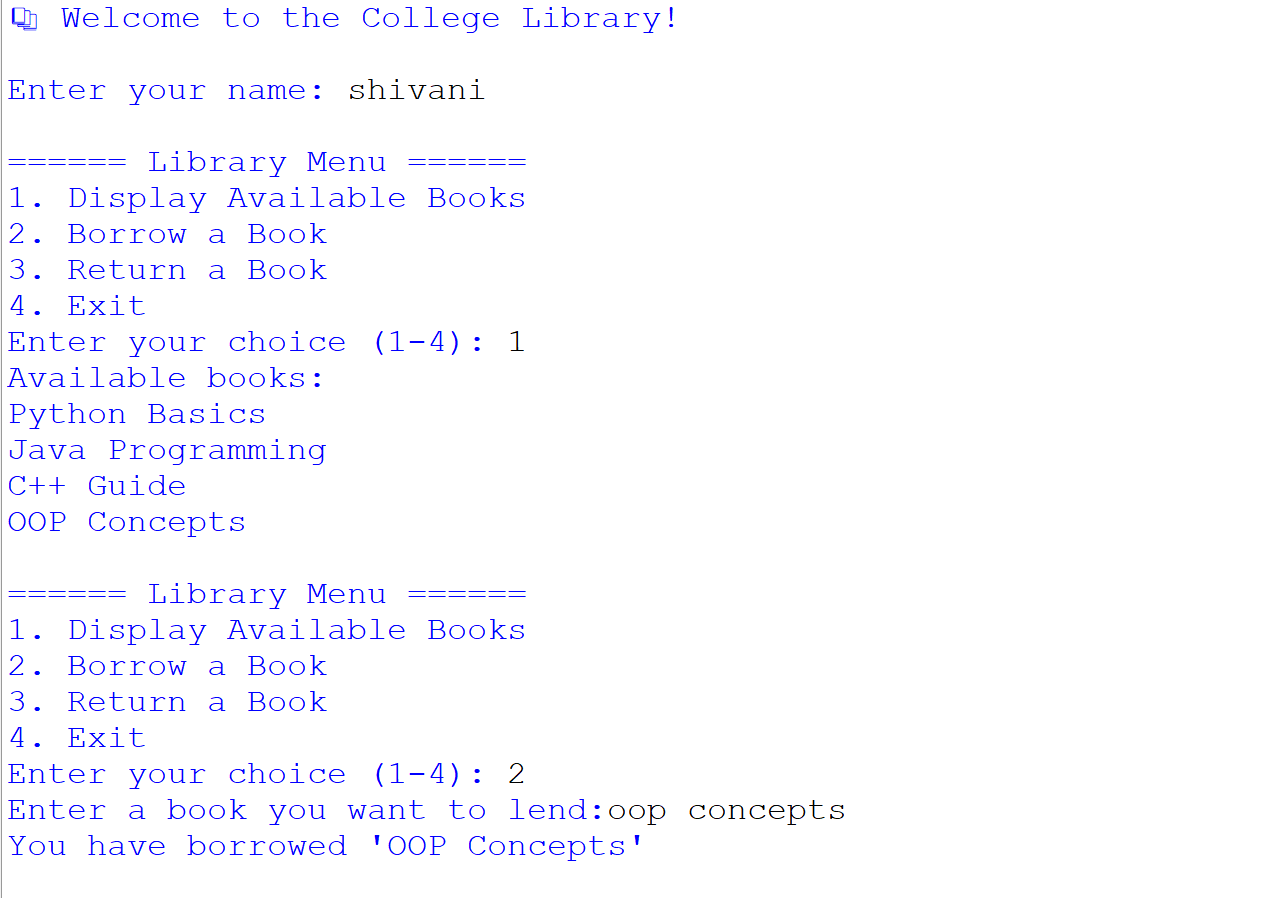 📚 Welcome to the College Library!
Enter your name: shivani
====== Library Menu ======
1. Display Available Books
2. Borrow a Book
3. Return a Book
4. Exit
Enter your choice (1-4): 1
Available books:
Python Basics
Java Programming
C++ Guide
OOP Concepts
====== Library Menu ======
1. Display Available Books
2. Borrow a Book
3. Return a Book
4. Exit
Enter your choice (1-4): 2
Enter a book you want to lend:oop concepts
You have borrowed 'OOP Concepts'